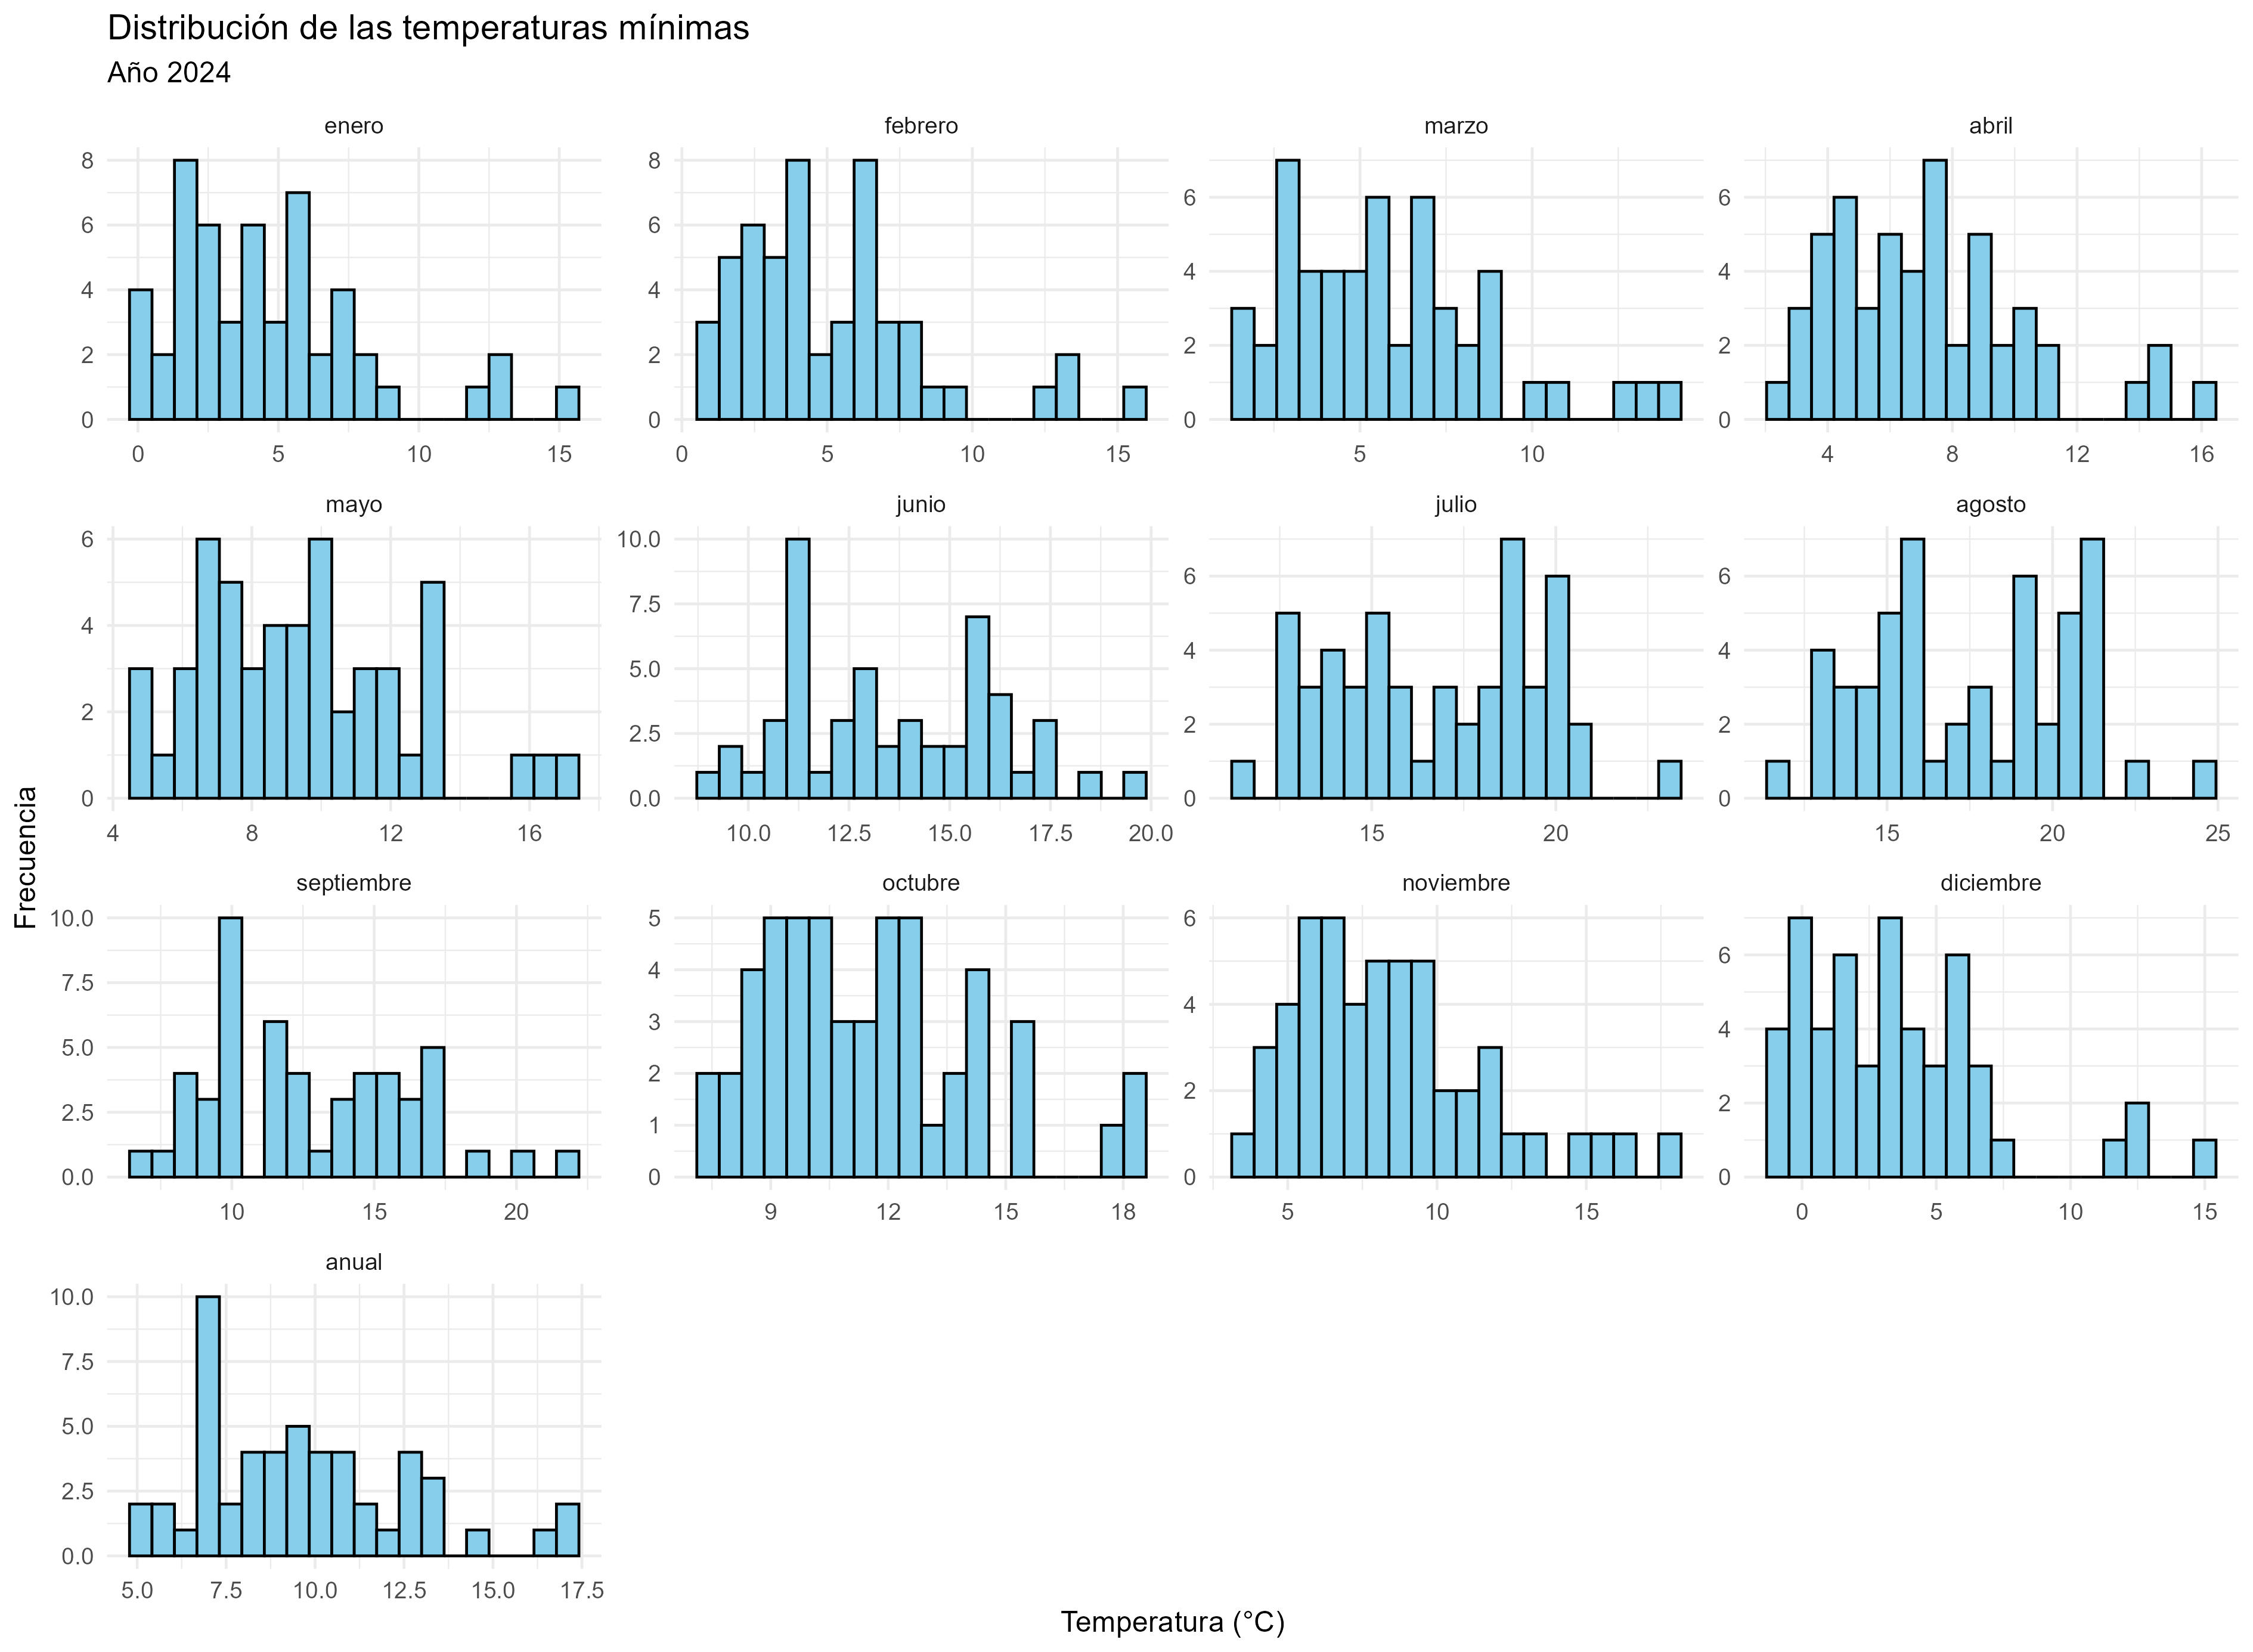 Distribución de las temperaturas mínimas
Año 2024
enero febrero marzo abril
8 6 4 2 0
8 6 4 2 0
6 4 2 0
6 4 2 0
0 5 10 15
0 5 10 15
5 10
4 8 12 16
mayo junio julio agosto
6 4 2 0
10.0 7.5 5.0 2.5 0.0
6 4 2 0
6 4 2 0
4 8 12 16
10.0 12.5 15.0 17.5 20.0
15 20
15 20 25
Frecuencia
septiembre octubre noviembre diciembre
10.0 7.5 5.0 2.5 0.0
5 4 3 2 1 0
6 4 2 0
6 4 2 0
10 15 20
9 12 15 18
5 10 15
0 5 10 15
anual
10.0 7.5 5.0 2.5 0.0
5.0 7.5 10.0 12.5 15.0 17.5
Temperatura (°C)